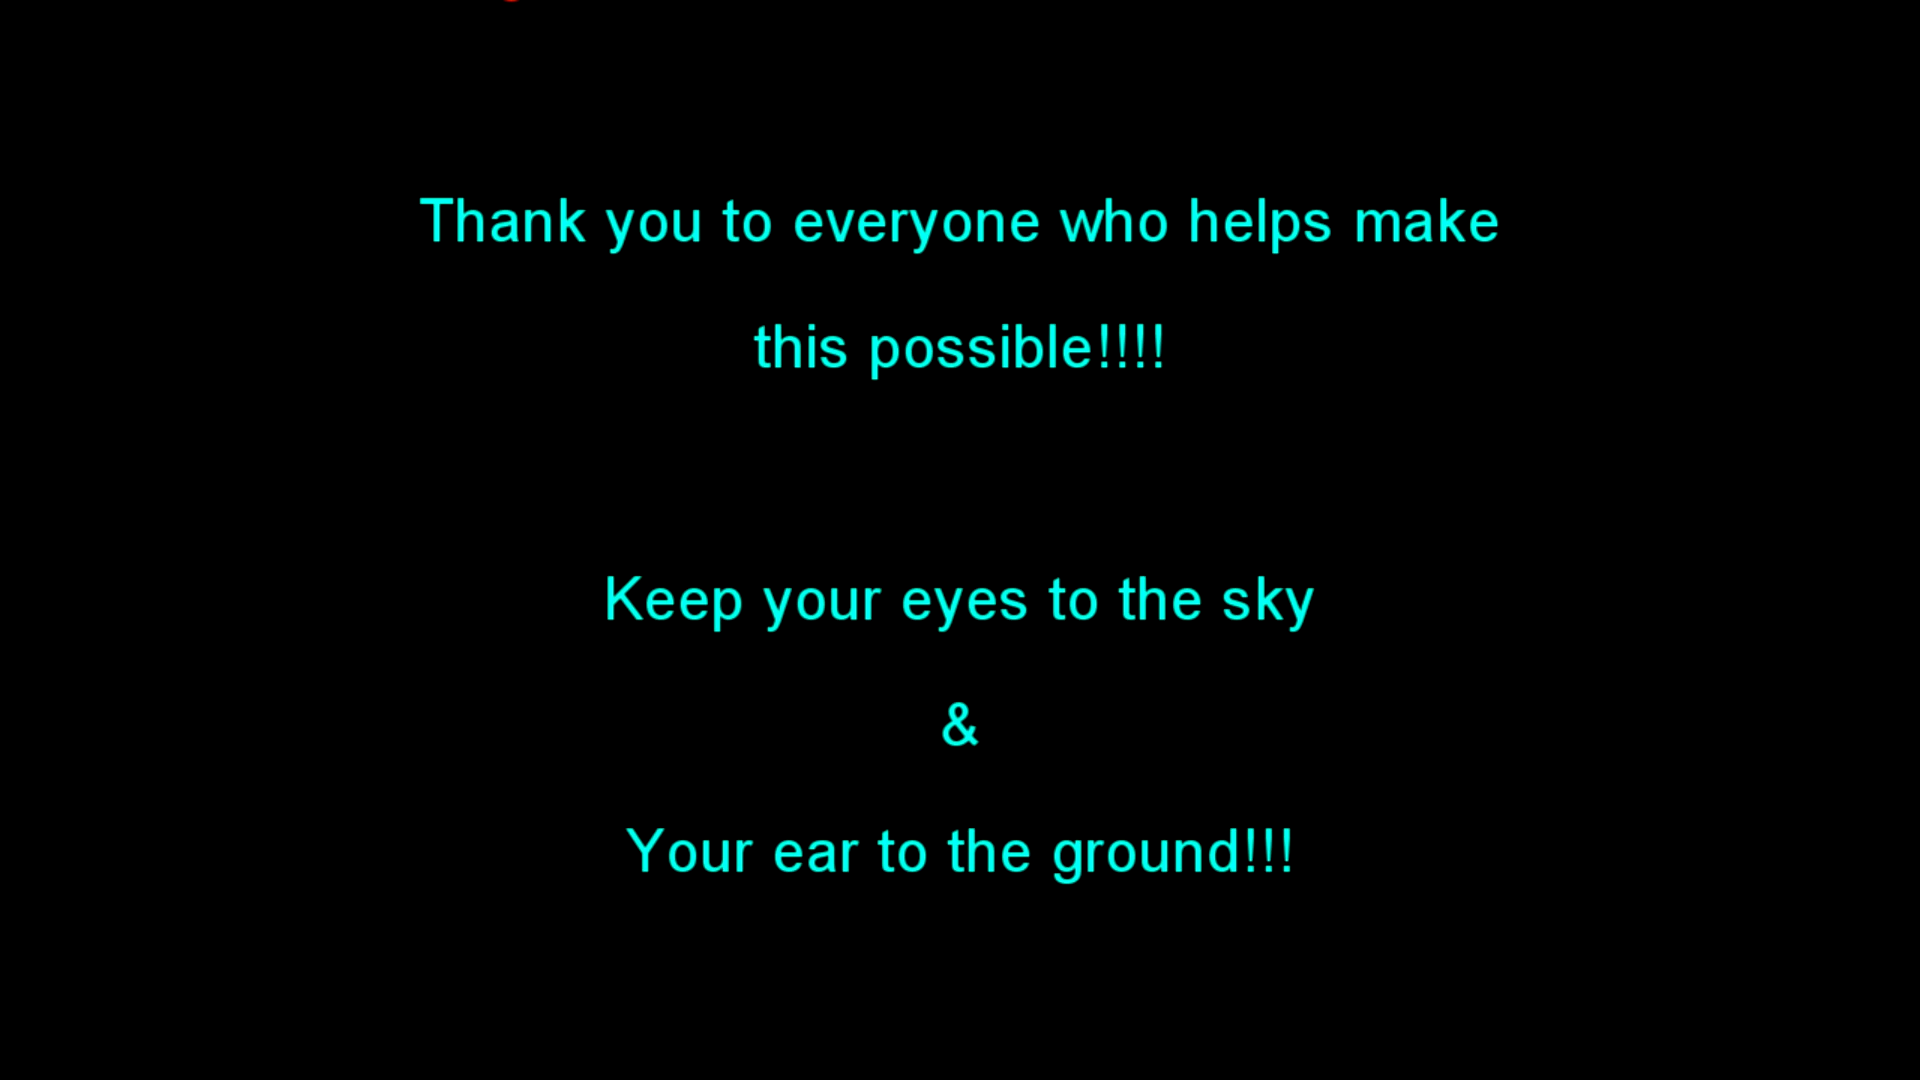 Thank you to everyone who helps make
this possible!!!!
Keep your eyes to the sky
&
Your ear to the ground!!!